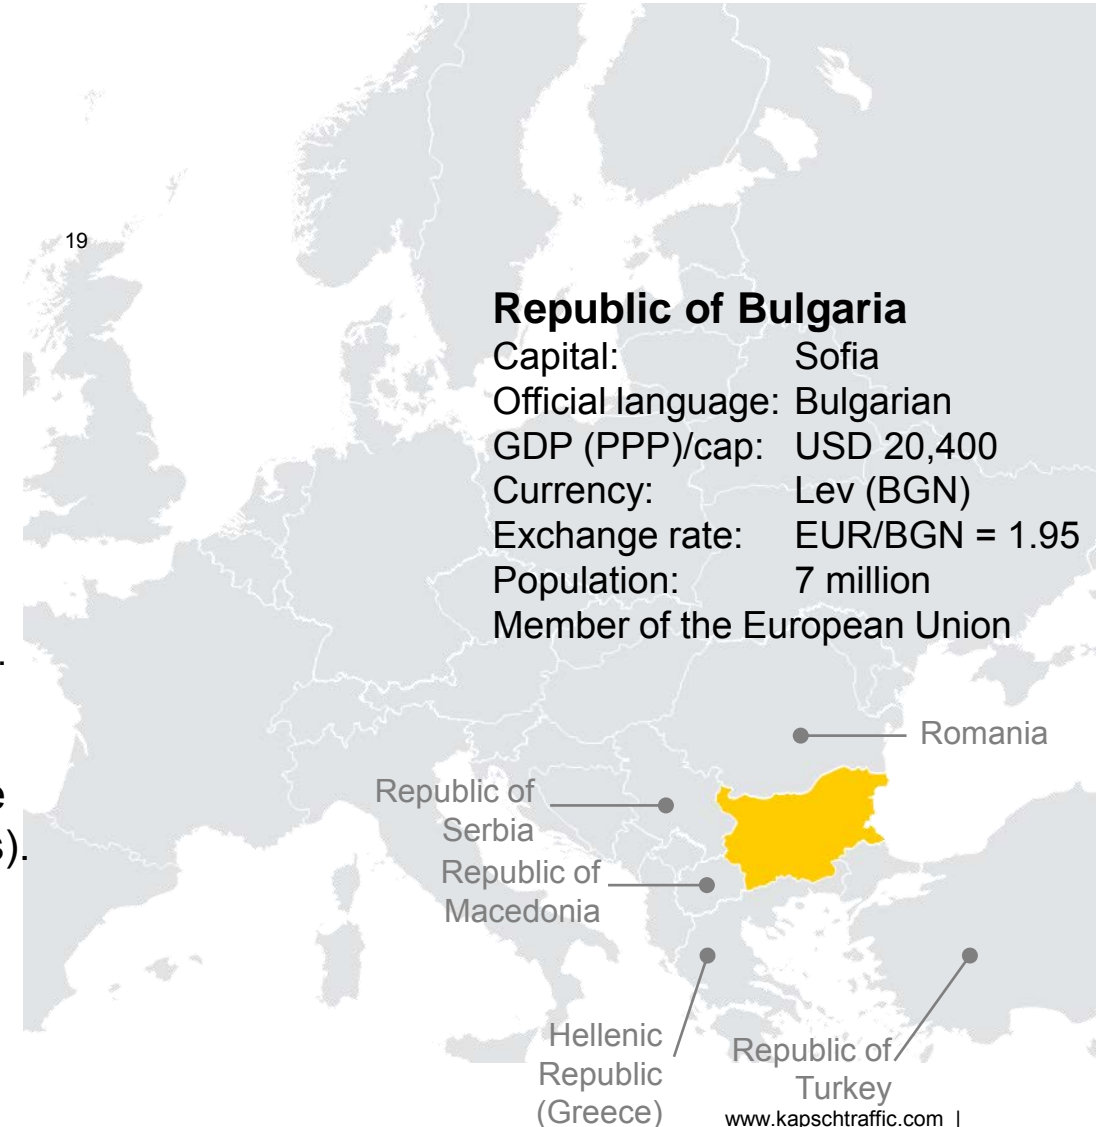 19
Republic of Bulgaria
Capital: Sofia
Official language: Bulgarian
GDP (PPP)/cap: USD 20,400
Currency: Lev (BGN)
Exchange rate: EUR/BGN = 1.95
Population: 7 million
Member of the European Union
Romania
Republic of
Serbia
Republic of
Macedonia
Hellenic
Republic
(Greece)
Republic of
Turkey
www.kapschtraffic.com |